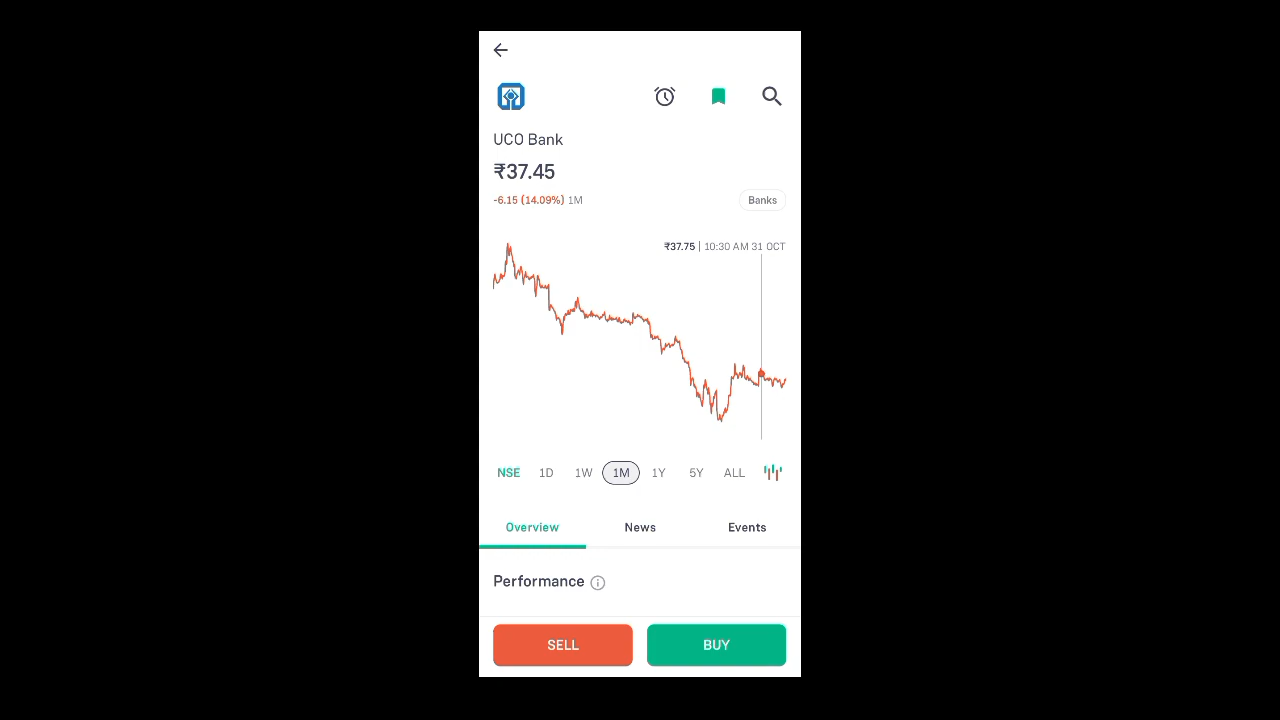 UCO Bank
₹37.45
-6.15 (14.09%) 1M
Banks
₹37.75 | 10:30 AM 31 OCT
NSE 1D 1W 1M 1Y 5Y ALL
Overview News Events
Performance
SELL BUY